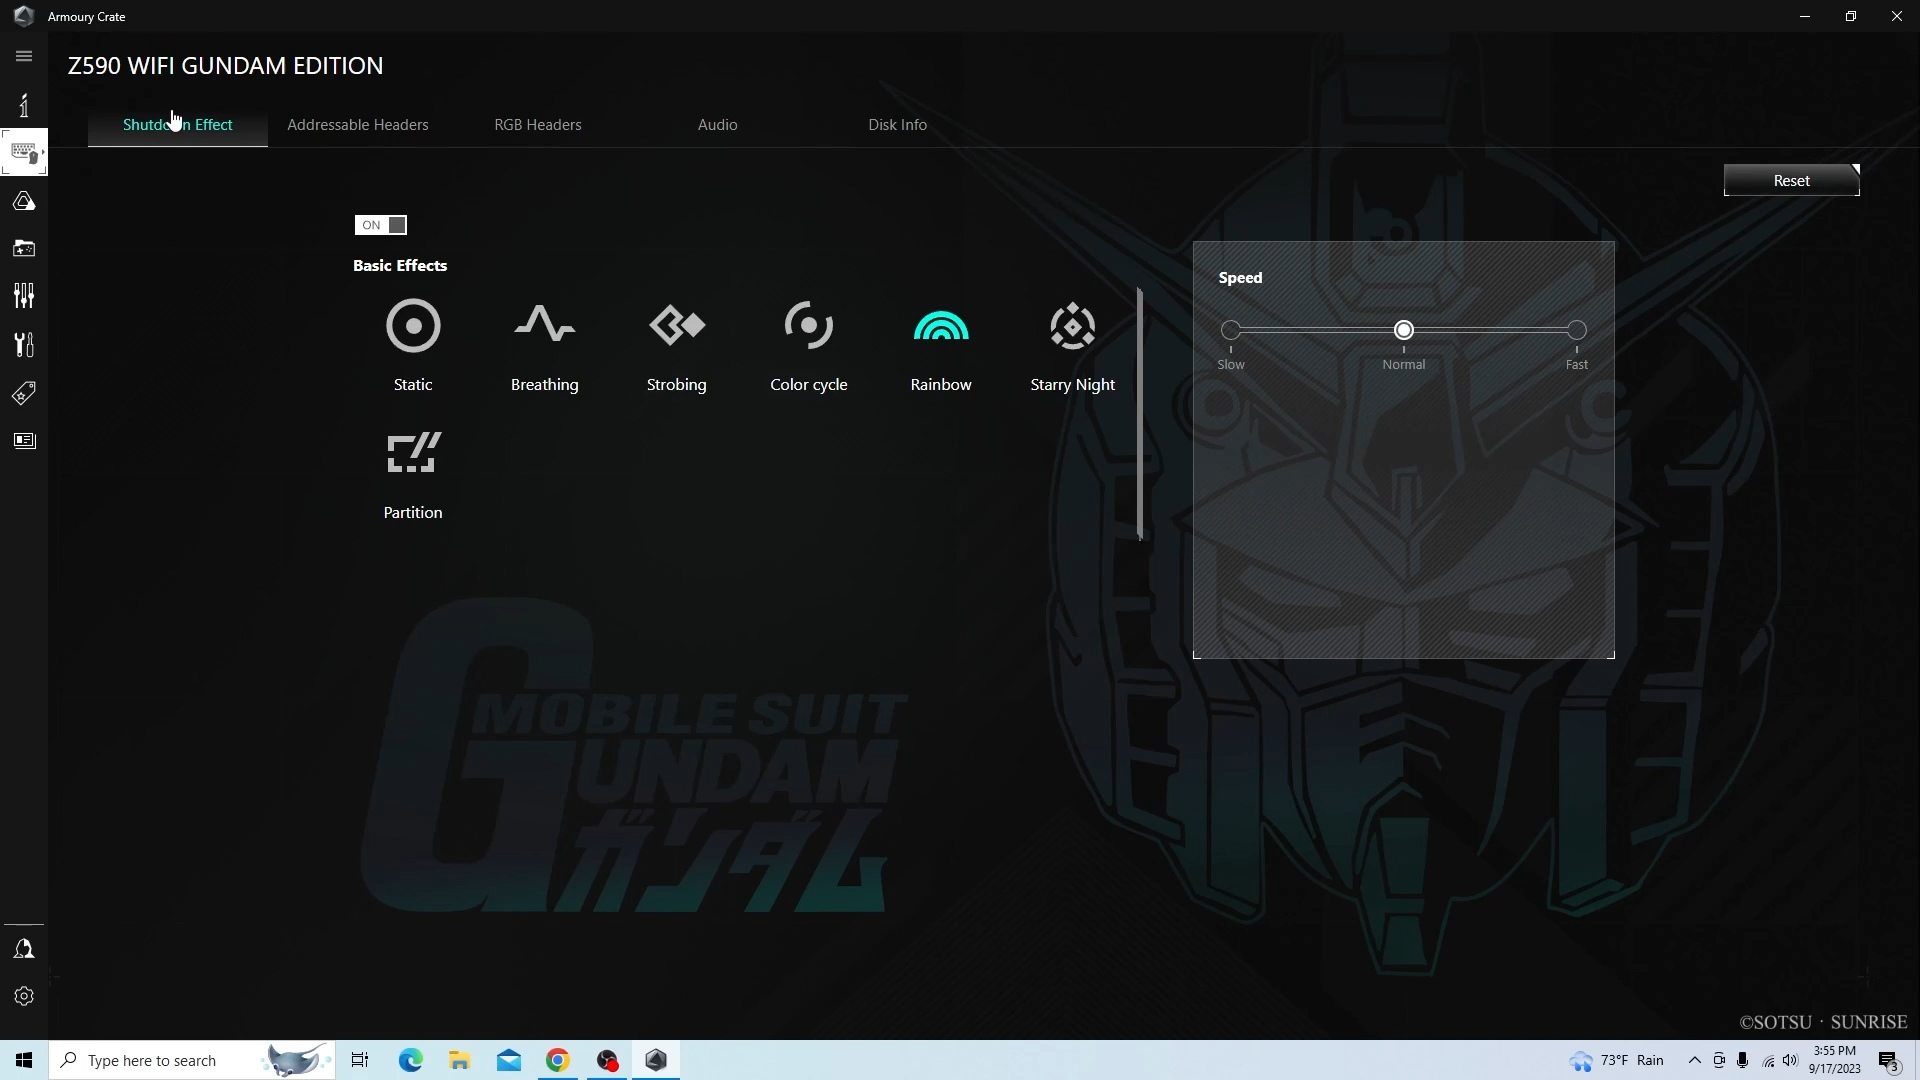 Armoury Crate
Z590 WIFI GUNDAM EDITION
Shutdown Effect
Addressable Headers
RGB Headers
Audio
Disk Info
Reset
ON
Basic Effects
Static
Breathing
Strobing
Color cycle
Rainbow
Starry Night
Partition
Speed
Slow
Normal
Fast
MOBILE SUIT
GUNDAM
ガンダム
©SOTSU · SUNRISE
Type here to search
73°F Rain
3:55 PM
9/17/2023
3